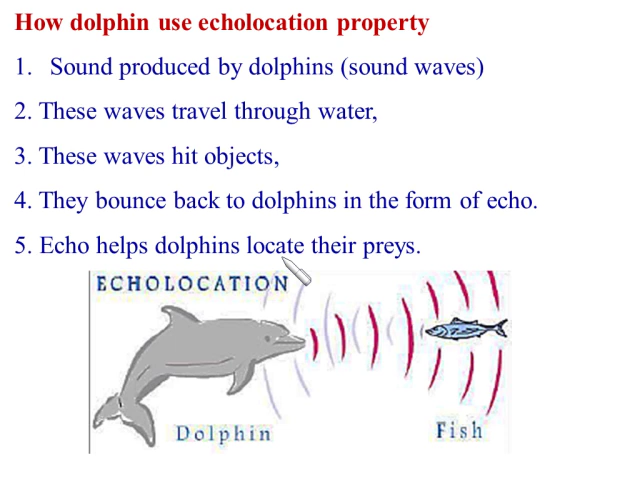 How dolphin use echolocation property
1. Sound produced by dolphins (sound waves)
2. These waves travel through water,
3. These waves hit objects,
4. They bounce back to dolphins in the form of echo.
5. Echo helps dolphins locate their preys.
ECHOLOCATION
Dolphin
Fish